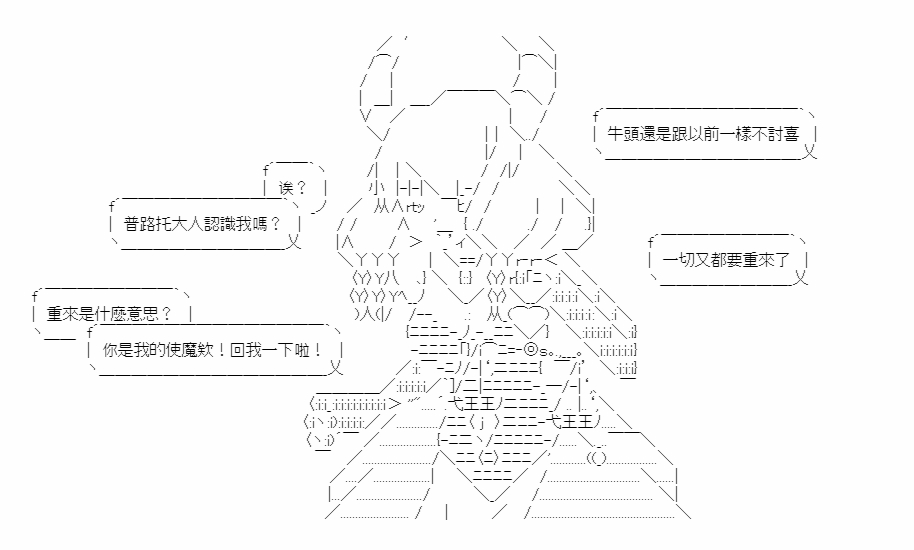 牛頭還是跟以前一樣不討喜
诶？
普路托大人認識我嗎？
一切又都要重來了
重來是什麼意思？
你是我的使魔欸！回我一下啦！